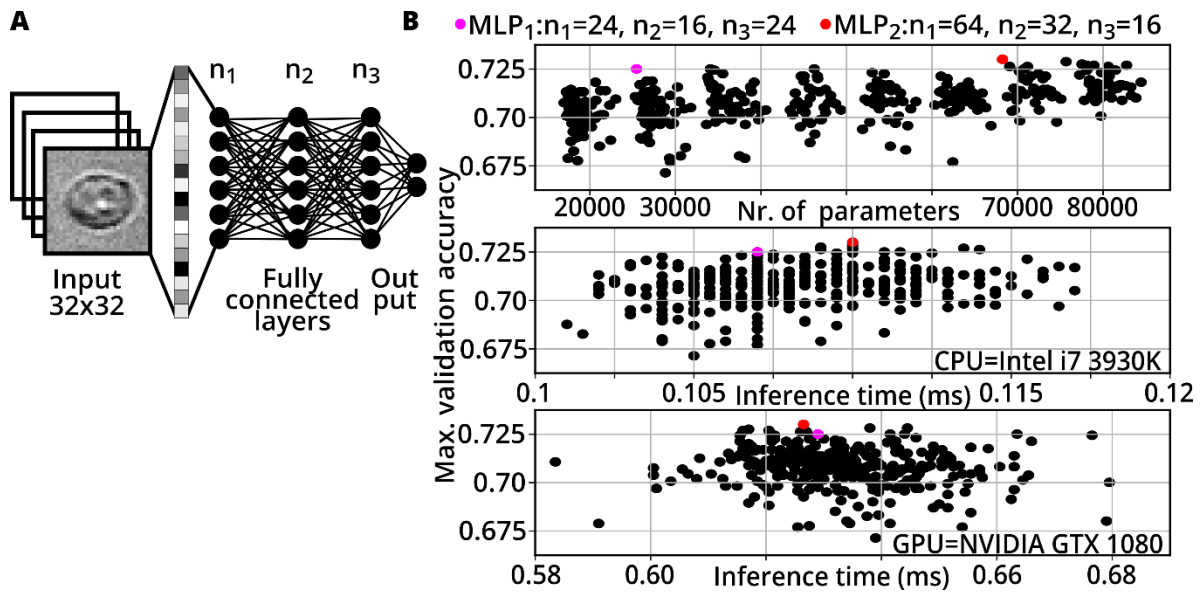 A
n1 n2 n3
Input
32x32
Fully
connected
layers
Out
put
B
MLP1:n1=24, n2=16, n3=24 MLP2:n1=64, n2=32, n3=16
Max. validation accuracy
0.725
0.70
0.675
20000 30000 70000 80000
Nr. of parameters
0.725
0.70
0.675
CPU=Intel i7 3930K
0.1 0.105 0.115 0.12
Inference time (ms)
0.725
0.70
0.675
GPU=NVIDIA GTX 1080
0.58 0.60 0.66 0.68
Inference time (ms)